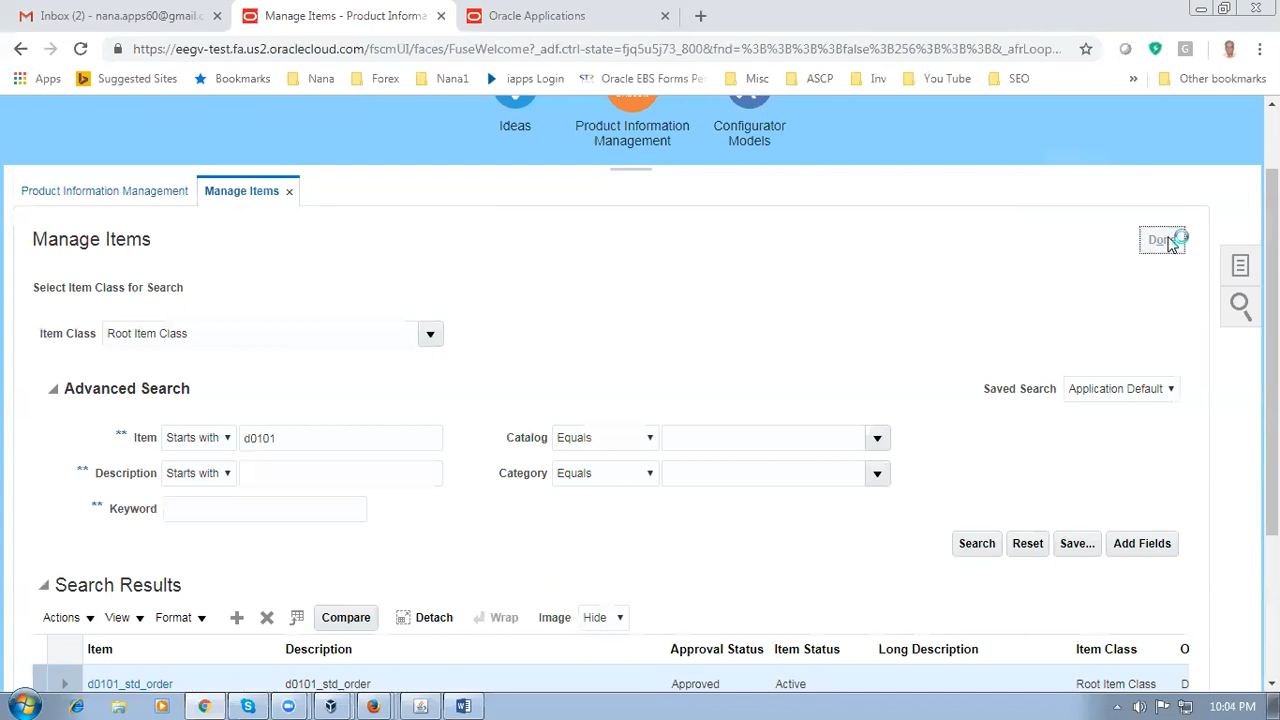 Inbox (2) - nana.apps60@gmail.c
Manage Items - Product Informa
Oracle Applications
https://eegv-test.fa.us2.oraclecloud.com/fscmUI/faces/FuseWelcome?_adf.ctrl-state=fjq5u5j73_800&fnd=%3B%3B%3Bfalse%3B256%3B%3B%3B&_afrLoop...
G
Apps
Suggested Sites
Bookmarks
Nana
Forex
Nana1
iapps Login
Oracle EBS Forms Pe
Misc
ASCP
Inv
You Tube
SEO
»
Other bookmarks
Ideas
Product Information
Management
Configurator
Models
Product Information Management
Manage Items
Manage Items
Select Item Class for Search
Item Class
Root Item Class
Advanced Search
Saved Search
Application Default
** Item
Starts with
d0101
Catalog
Equals
** Description
Starts with
Category
Equals
** Keyword
Search
Reset
Save...
Add Fields
Search Results
Actions
View
Format
Compare
Detach
Wrap
Image
Hide
Item
Description
Approval Status
Item Status
Long Description
Item Class
O
d0101_std_order
d0101_std_order
Approved
Active
Root Item Class
D
10:04 PM